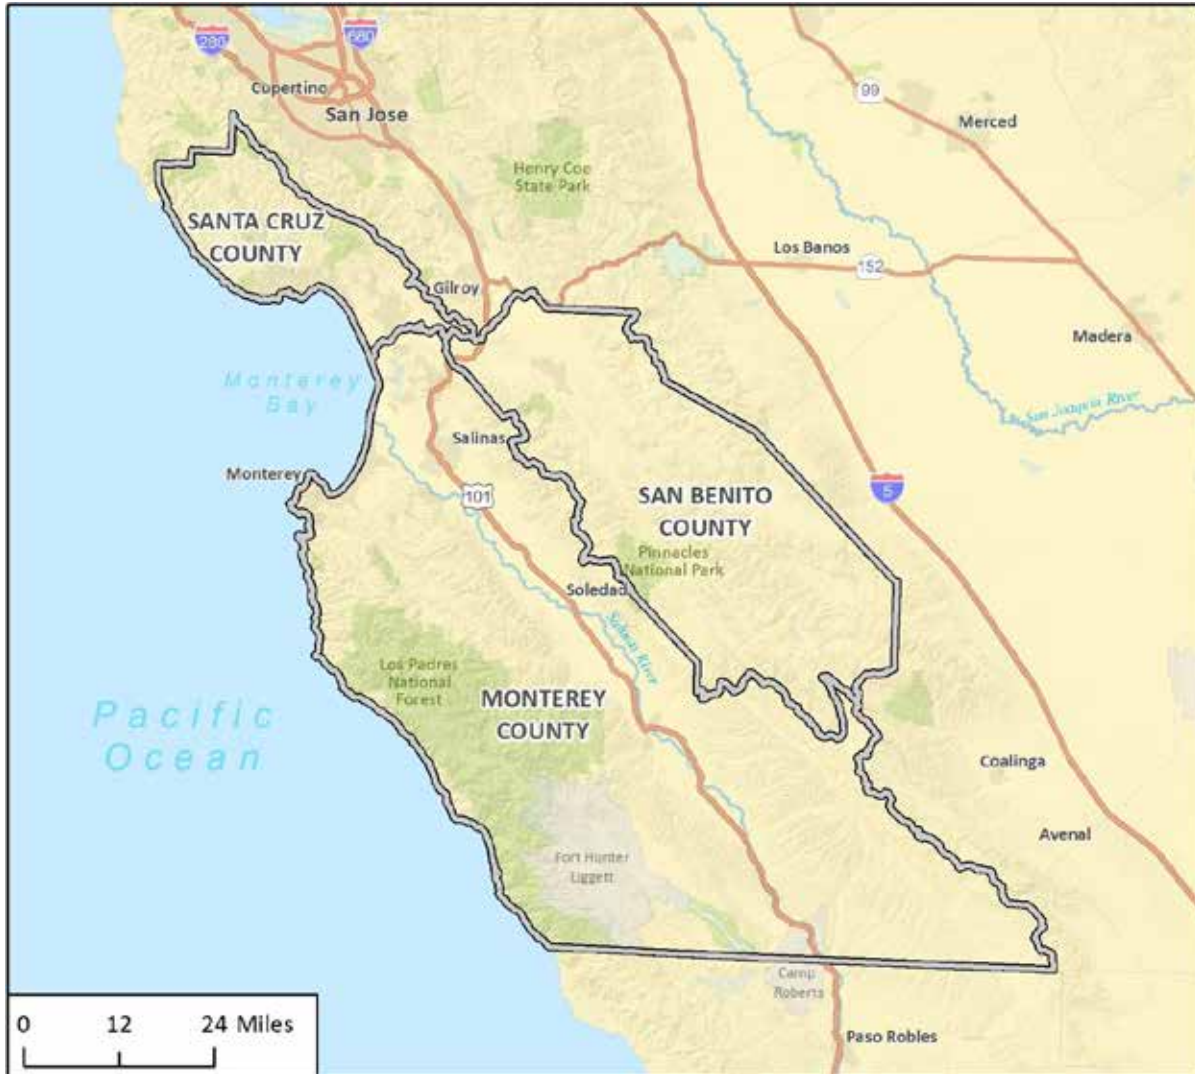 280
680
Cupertino
San Jose
99
Merced
Henry Coe
State Park
SANTA CRUZ
COUNTY
Los Banos
152
Gilroy
Madera
Monterey
Bay
San Joaquin River
Salinas
Monterey
101
SAN BENITO
COUNTY
5
Pinnacles
National Park
Soledad
Salinas River
Los Padres
National
Forest
MONTEREY
COUNTY
Pacific
Ocean
Coalinga
Avenal
Fort Hunter
Liggett
Camp
Roberts
Paso Robles
0 12 24 Miles